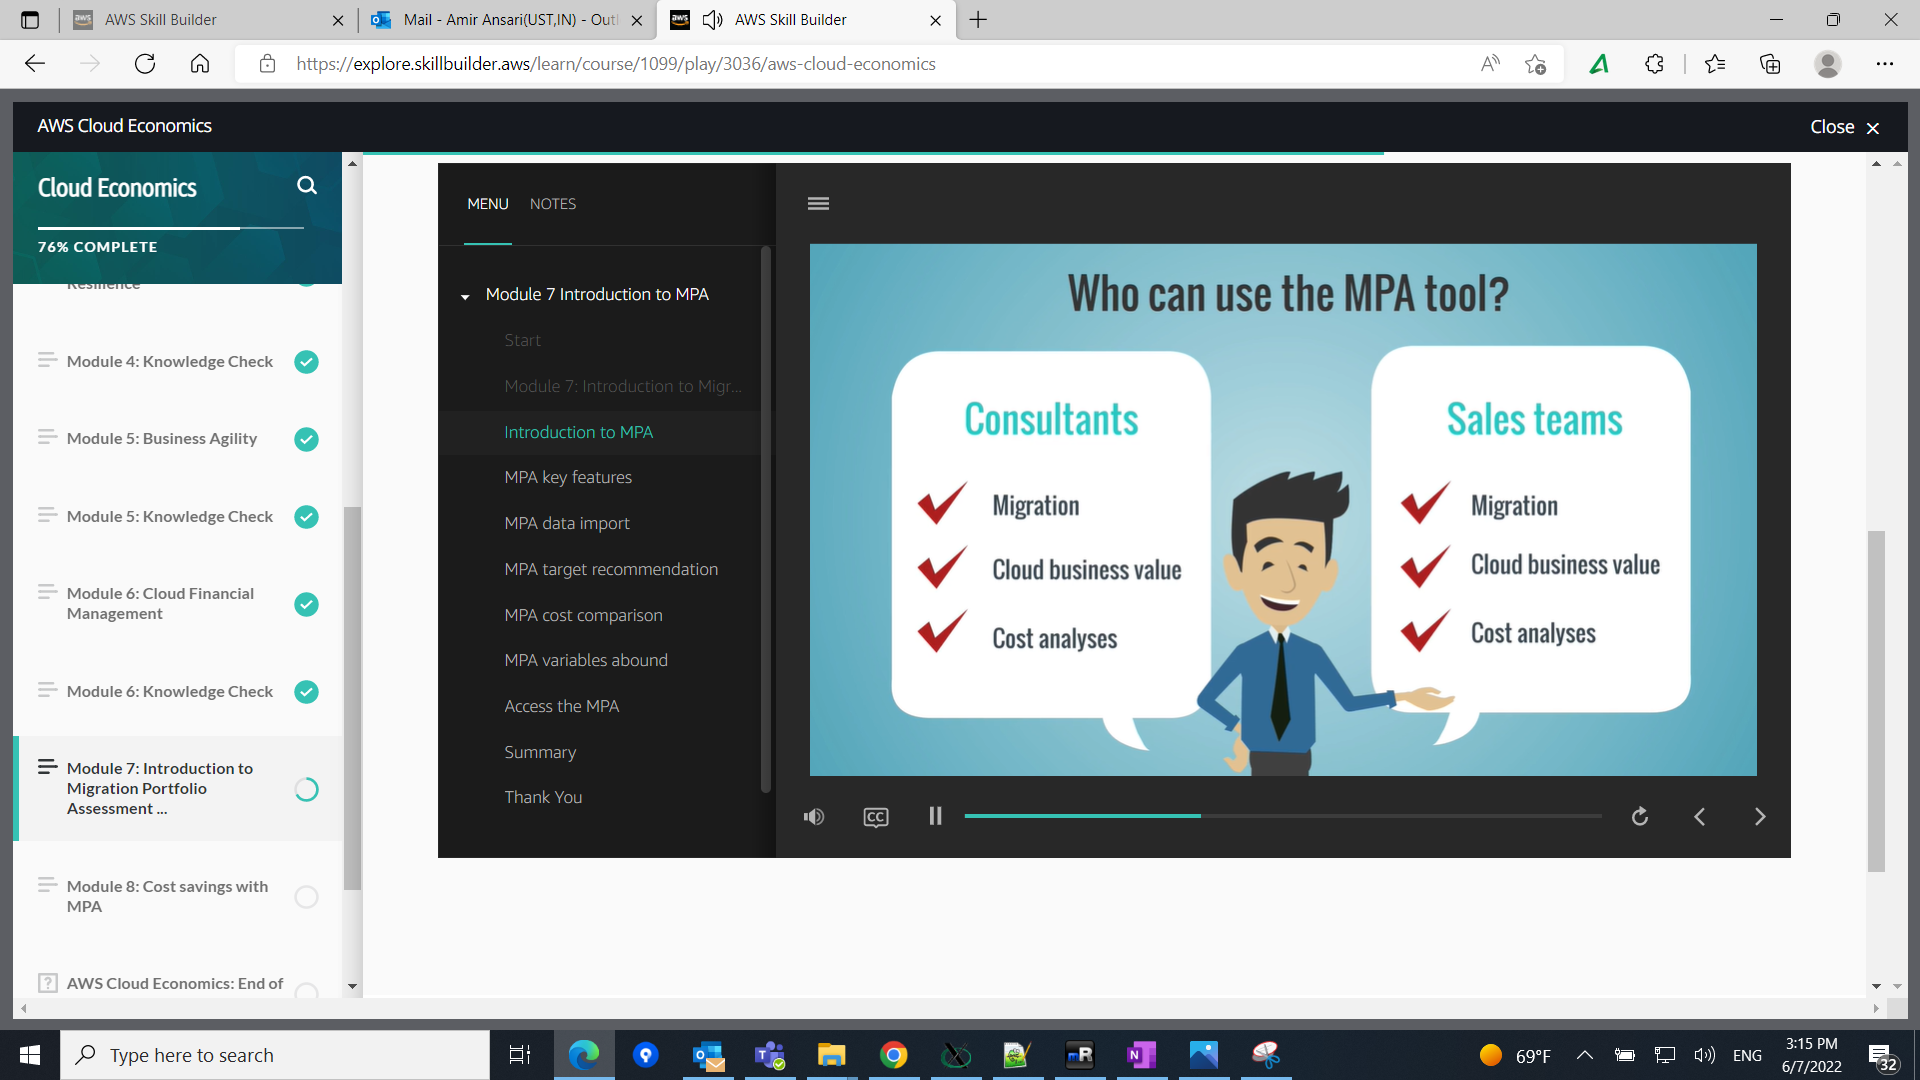 AWS Skill Builder
Mail - Amir Ansari(UST,IN) - Outl
aws
AWS Skill Builder
https://explore.skillbuilder.aws/learn/course/1099/play/3036/aws-cloud-economics
AWS Cloud Economics
Close
Cloud Economics
76% COMPLETE
Resilience
Module 4: Knowledge Check
Module 5: Business Agility
Module 5: Knowledge Check
Module 6: Cloud Financial
Management
Module 6: Knowledge Check
Module 7: Introduction to
Migration Portfolio
Assessment ...
Module 8: Cost savings with
MPA
AWS Cloud Economics: End of
MENU NOTES
Module 7 Introduction to MPA
Start
Module 7: Introduction to Migr...
Introduction to MPA
MPA key features
MPA data import
MPA target recommendation
MPA cost comparison
MPA variables abound
Access the MPA
Summary
Thank You
Who can use the MPA tool?
Consultants
Migration
Cloud business value
Cost analyses
Sales teams
Migration
Cloud business value
Cost analyses
CC
Type here to search
69°F
ENG
3:15 PM
6/7/2022
32